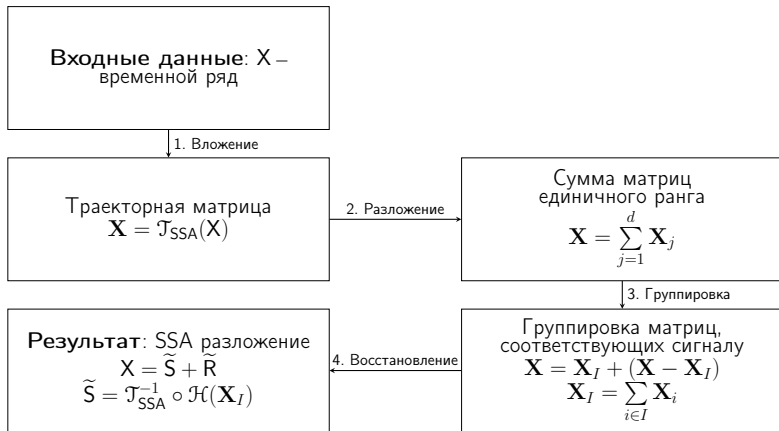 Входные данные: X –
временной ряд
1. Вложение
Траекторная матрица
𝐗 = 𝒯_SSA(X)
2. Разложение
Сумма матриц
единичного ранга
𝐗 = ∑_{j=1}^{d} 𝐗_j
3. Группировка
Группировка матриц,
соответствующих сигналу
𝐗 = 𝐗_I + (𝐗 − 𝐗_I)
𝐗_I = ∑_{i∈I} 𝐗_i
4. Восстановление
Результат: SSA разложение
X = S̃ + R̃
S̃ = 𝒯_SSA^{−1} ∘ ℋ(𝐗_I)